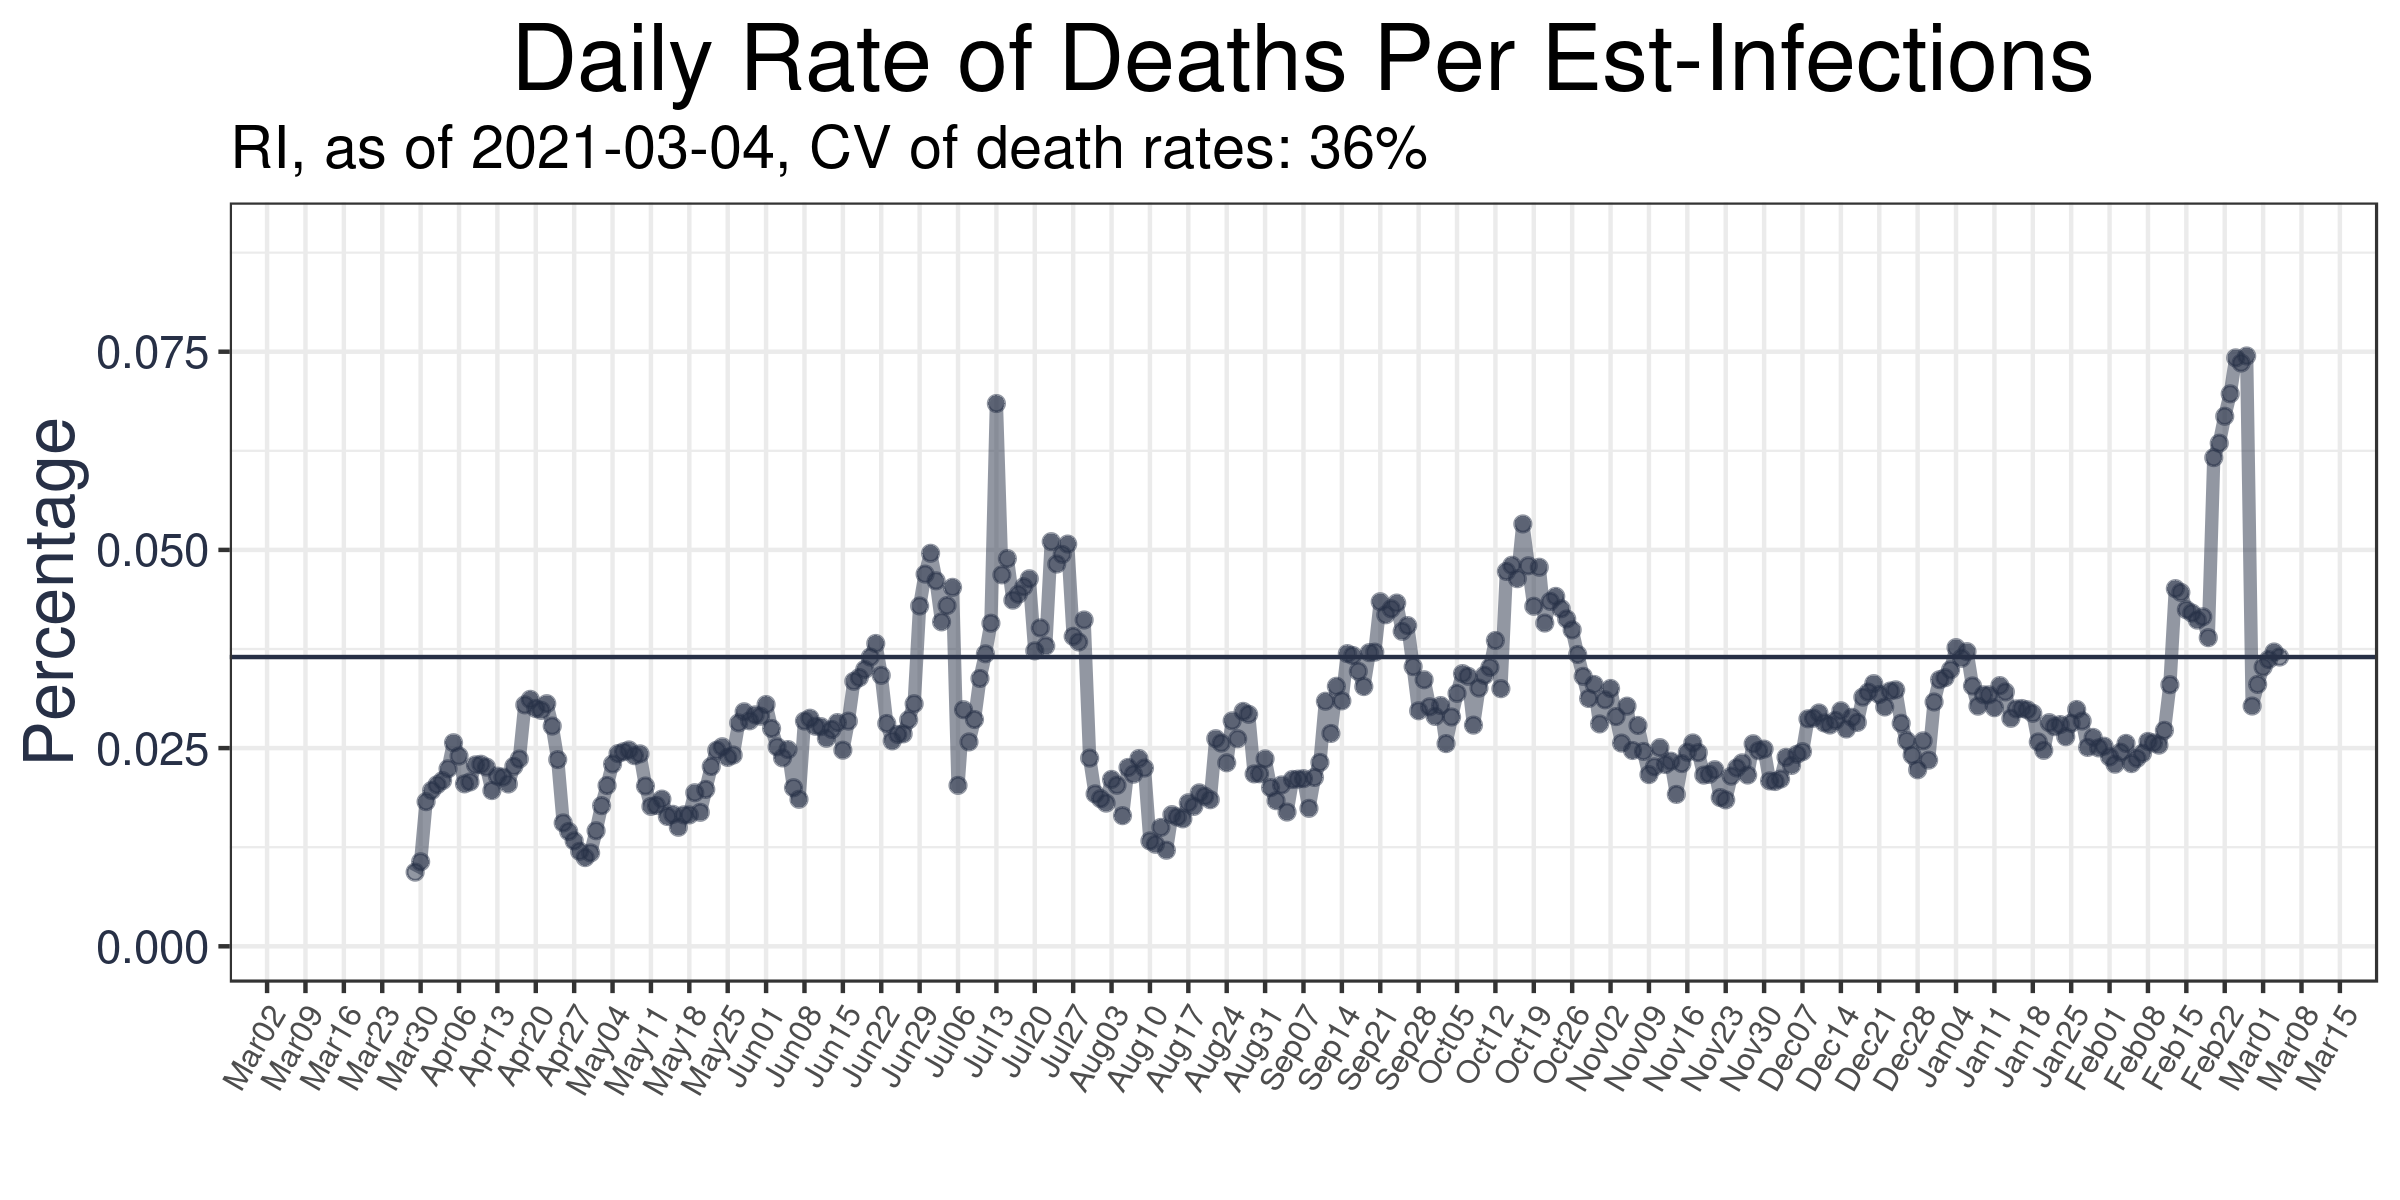 Daily Rate of Deaths Per Est-Infections
RI, as of 2021-03-04, CV of death rates: 36%
Percentage
0.075
0.050
0.025
0.000
Mar02
Mar09
Mar16
Mar23
Mar30
Apr06
Apr13
Apr20
Apr27
May04
May11
May18
May25
Jun01
Jun08
Jun15
Jun22
Jun29
Jul06
Jul13
Jul20
Jul27
Aug03
Aug10
Aug17
Aug24
Aug31
Sep07
Sep14
Sep21
Sep28
Oct05
Oct12
Oct19
Oct26
Nov02
Nov09
Nov16
Nov23
Nov30
Dec07
Dec14
Dec21
Dec28
Jan04
Jan11
Jan18
Jan25
Feb01
Feb08
Feb15
Feb22
Mar01
Mar08
Mar15